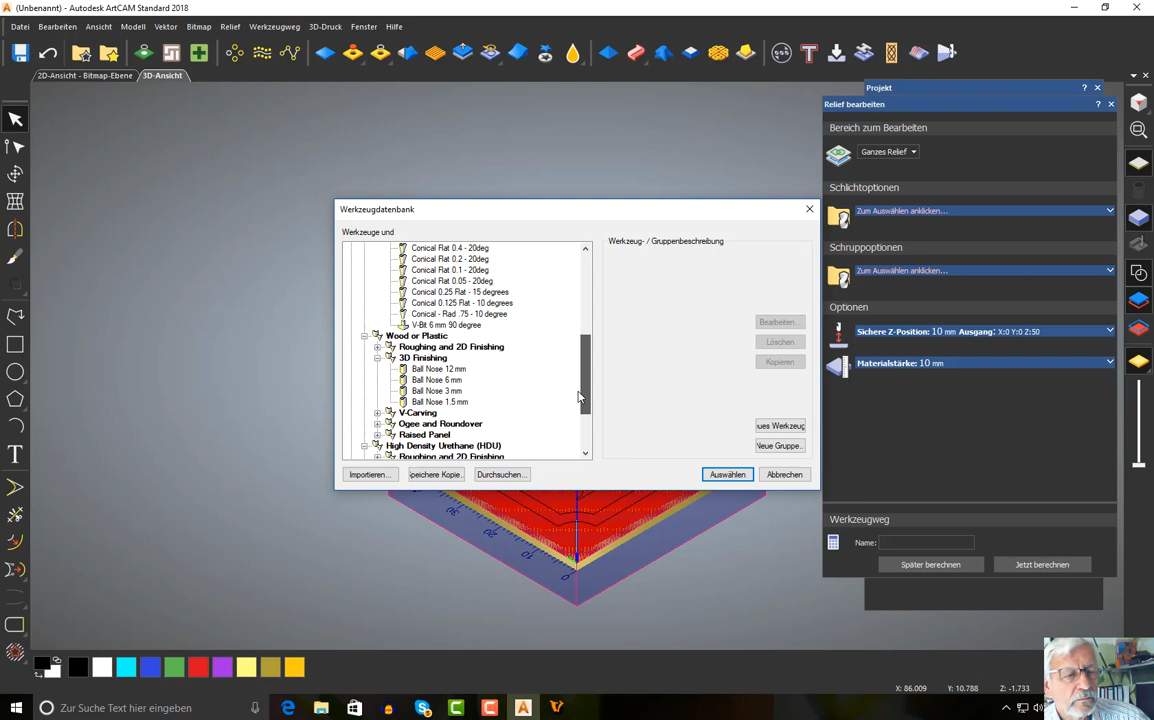 (Unbenannt) - Autodesk ArtCAM Standard 2018
Datei Bearbeiten Ansicht Modell Vektor Bitmap Relief Werkzeugweg 3D-Druck Fenster Hilfe
2D-Ansicht - Bitmap-Ebene 3D-Ansicht
Projekt ?
Relief bearbeiten ?
Bereich zum Bearbeiten
Ganzes Relief
Schlichtoptionen
Zum Auswählen anklicken...
Schruppoptionen
Zum Auswählen anklicken...
Optionen
Sichere Z-Position: 10 mm Ausgang: X:0 Y:0 Z:50
Materialstärke: 10 mm
Werkzeugweg
Name:
Später berechnen Jetzt berechnen
Werkzeugdatenbank
Werkzeuge und
Werkzeug- / Gruppenbeschreibung
Conical Flat 0.4 - 20deg
Conical Flat 0.2 - 20deg
Conical Flat 0.1 - 20deg
Conical Flat 0.05 - 20deg
Conical 0.25 Flat - 15 degrees
Conical 0.125 Flat - 10 degrees
Conical - Rad .75 - 10 degree
V-Bit 6 mm 90 degree
Wood or Plastic
Roughing and 2D Finishing
3D Finishing
Ball Nose 12 mm
Ball Nose 6 mm
Ball Nose 3 mm
Ball Nose 1.5 mm
V-Carving
Ogee and Roundover
Raised Panel
High Density Urethane (HDU)
Roughing and 2D Finishing
Bearbeiten...
Löschen
Kopieren
ues Werkzeug
Neue Gruppe..
Importieren... peichere Kopie.. Durchsuchen... Auswählen Abbrechen
30
20
10
0
X: 86.009 Y: 10.788 Z: -1.733
Zur Suche Text hier eingeben